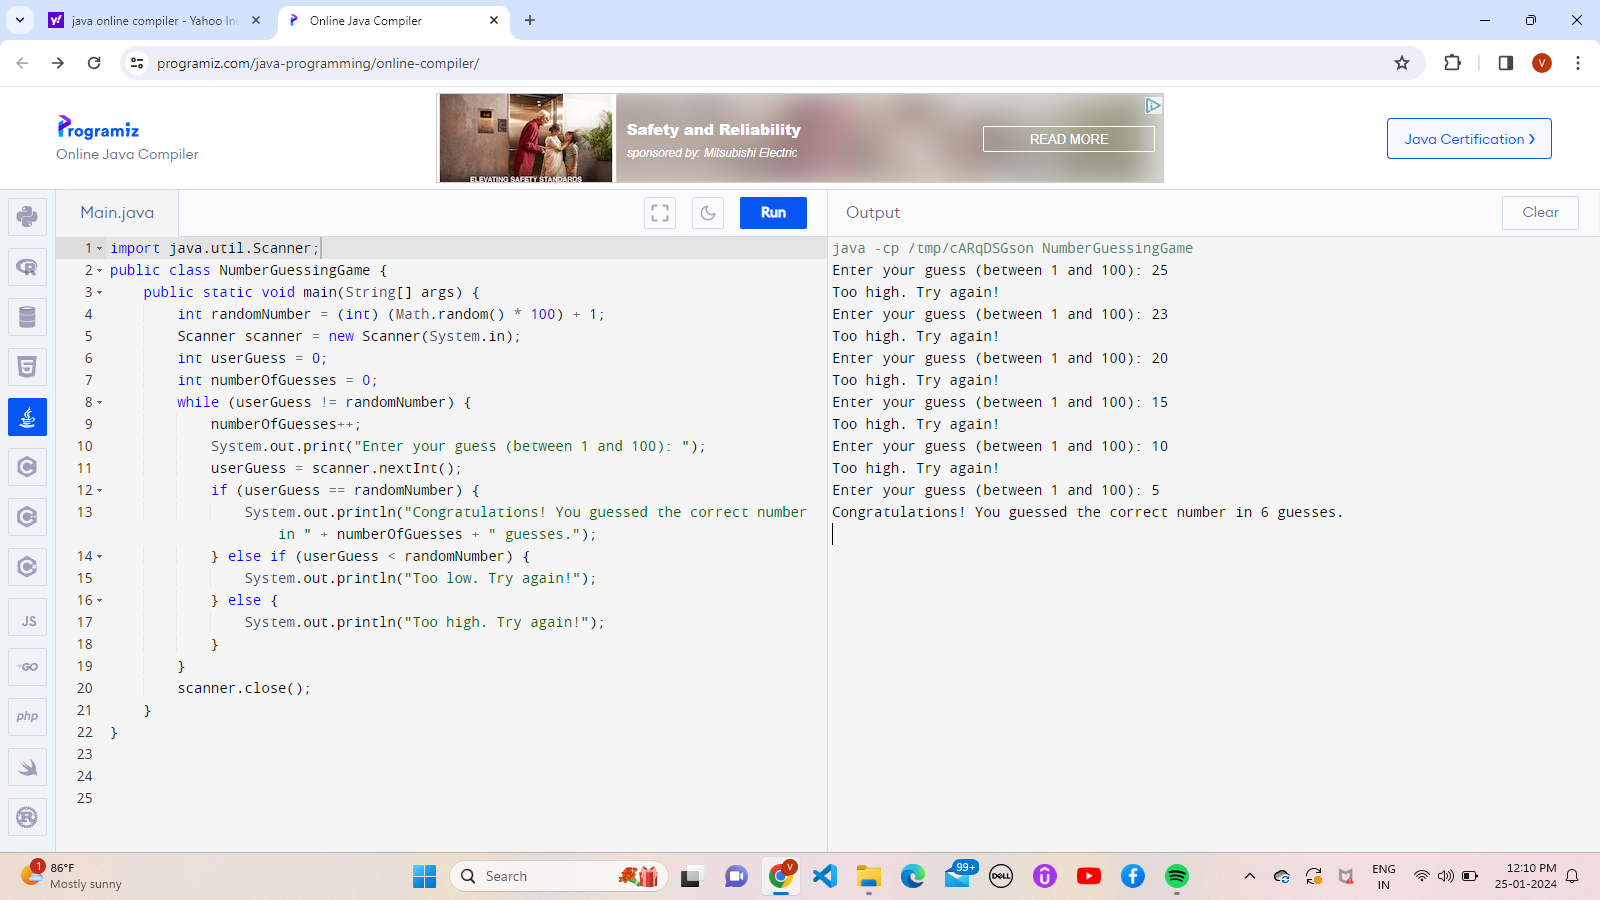 java online compiler - Yahoo In
Online Java Compiler
programiz.com/java-programming/online-compiler/
V
Programiz
Online Java Compiler
Safety and Reliability
sponsored by: Mitsubishi Electric
READ MORE
ELEVATING SAFETY STANDARDS
Java Certification ›
Main.java
Run
Output
Clear
1 import java.util.Scanner;
2 public class NumberGuessingGame {
3 public static void main(String[] args) {
4 int randomNumber = (int) (Math.random() * 100) + 1;
5 Scanner scanner = new Scanner(System.in);
6 int userGuess = 0;
7 int numberOfGuesses = 0;
8 while (userGuess != randomNumber) {
9 numberOfGuesses++;
10 System.out.print("Enter your guess (between 1 and 100): ");
11 userGuess = scanner.nextInt();
12 if (userGuess == randomNumber) {
13 System.out.println("Congratulations! You guessed the correct number
in " + numberOfGuesses + " guesses.");
14 } else if (userGuess < randomNumber) {
15 System.out.println("Too low. Try again!");
16 } else {
17 System.out.println("Too high. Try again!");
18 }
19 }
20 scanner.close();
21 }
22 }
23
24
25
java -cp /tmp/cARqDSGson NumberGuessingGame
Enter your guess (between 1 and 100): 25
Too high. Try again!
Enter your guess (between 1 and 100): 23
Too high. Try again!
Enter your guess (between 1 and 100): 20
Too high. Try again!
Enter your guess (between 1 and 100): 15
Too high. Try again!
Enter your guess (between 1 and 100): 10
Too high. Try again!
Enter your guess (between 1 and 100): 5
Congratulations! You guessed the correct number in 6 guesses.
JS
GO
php
1
86°F
Mostly sunny
Search
V
99+
DELL
ENG
IN
12:10 PM
25-01-2024